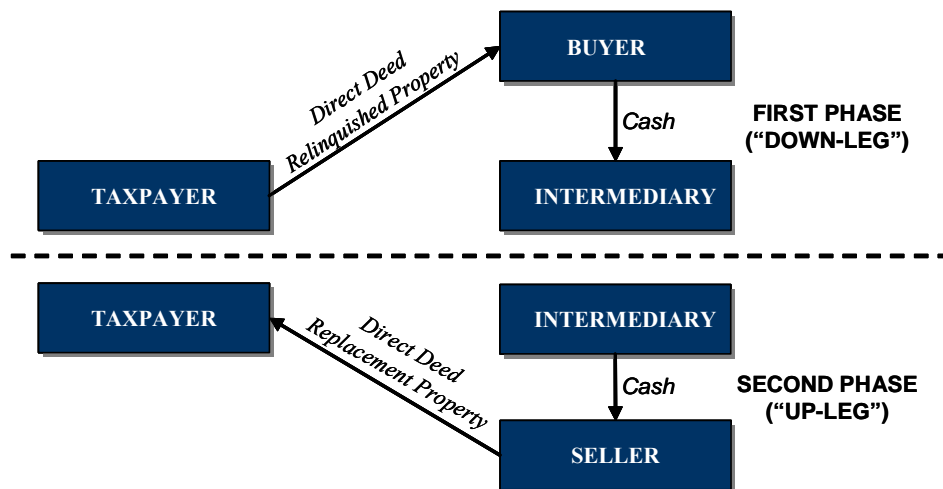 BUYER
Direct Deed
Relinquished Property
Cash
FIRST PHASE
(“DOWN-LEG”)
TAXPAYER
INTERMEDIARY
TAXPAYER
INTERMEDIARY
Direct Deed
Replacement Property
Cash
SECOND PHASE
(“UP-LEG”)
SELLER